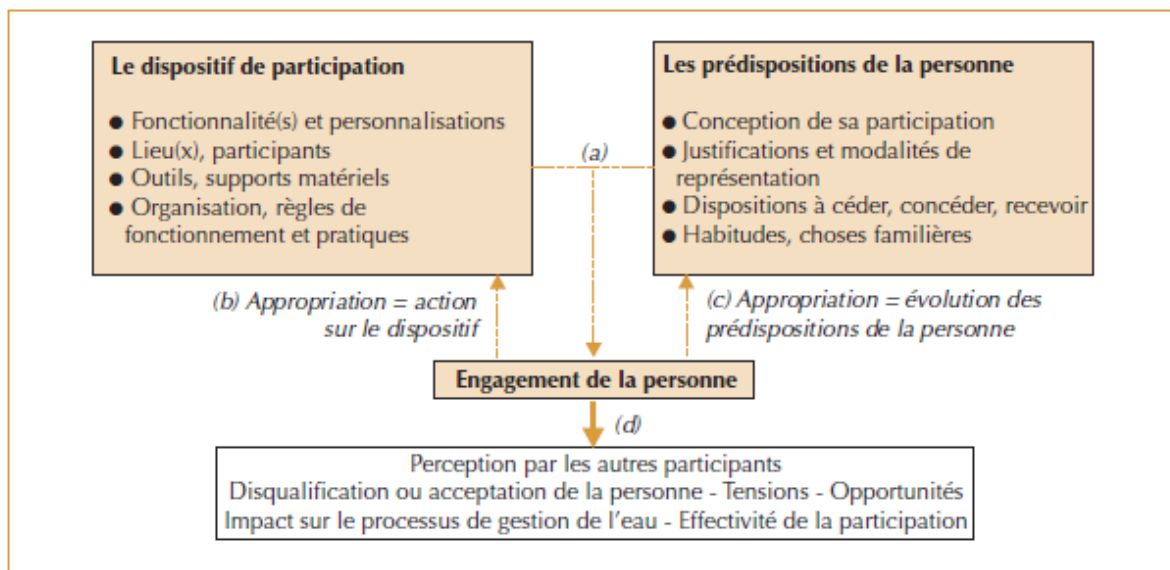 Le dispositif de participation
● Fonctionnalité(s) et personnalisations
● Lieu(x), participants
● Outils, supports matériels
● Organisation, règles de
fonctionnement et pratiques
Les prédispositions de la personne
● Conception de sa participation
● Justifications et modalités de
représentation
● Dispositions à céder, concéder, recevoir
● Habitudes, choses familières
(a)
(b) Appropriation = action
sur le dispositif
(c) Appropriation = évolution des
prédispositions de la personne
Engagement de la personne
(d)
Perception par les autres participants
Disqualification ou acceptation de la personne - Tensions - Opportunités
Impact sur le processus de gestion de l'eau - Effectivité de la participation